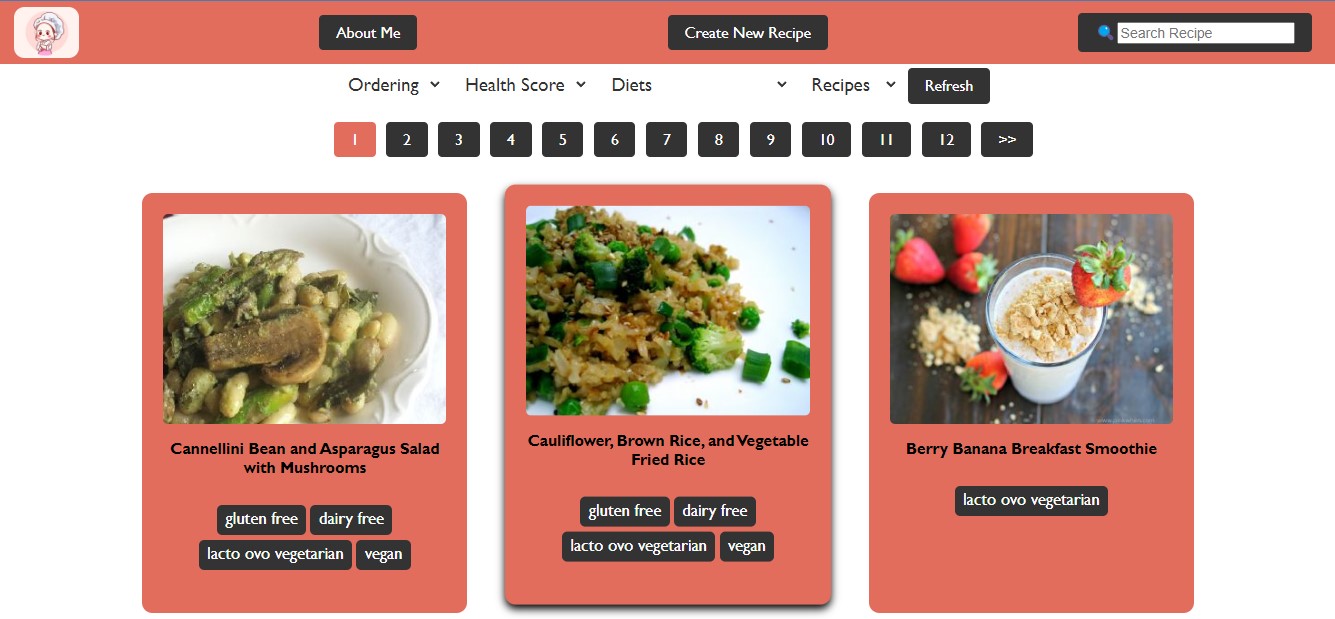 About Me
Create New Recipe
Search Recipe
Ordering
Health Score
Diets
Recipes
Refresh
1 2 3 4 5 6 7 8 9 10 11 12 >>
Cannellini Bean and Asparagus Salad
with Mushrooms
gluten free dairy free
lacto ovo vegetarian vegan
Cauliflower, Brown Rice, and Vegetable
Fried Rice
gluten free dairy free
lacto ovo vegetarian vegan
Berry Banana Breakfast Smoothie
lacto ovo vegetarian